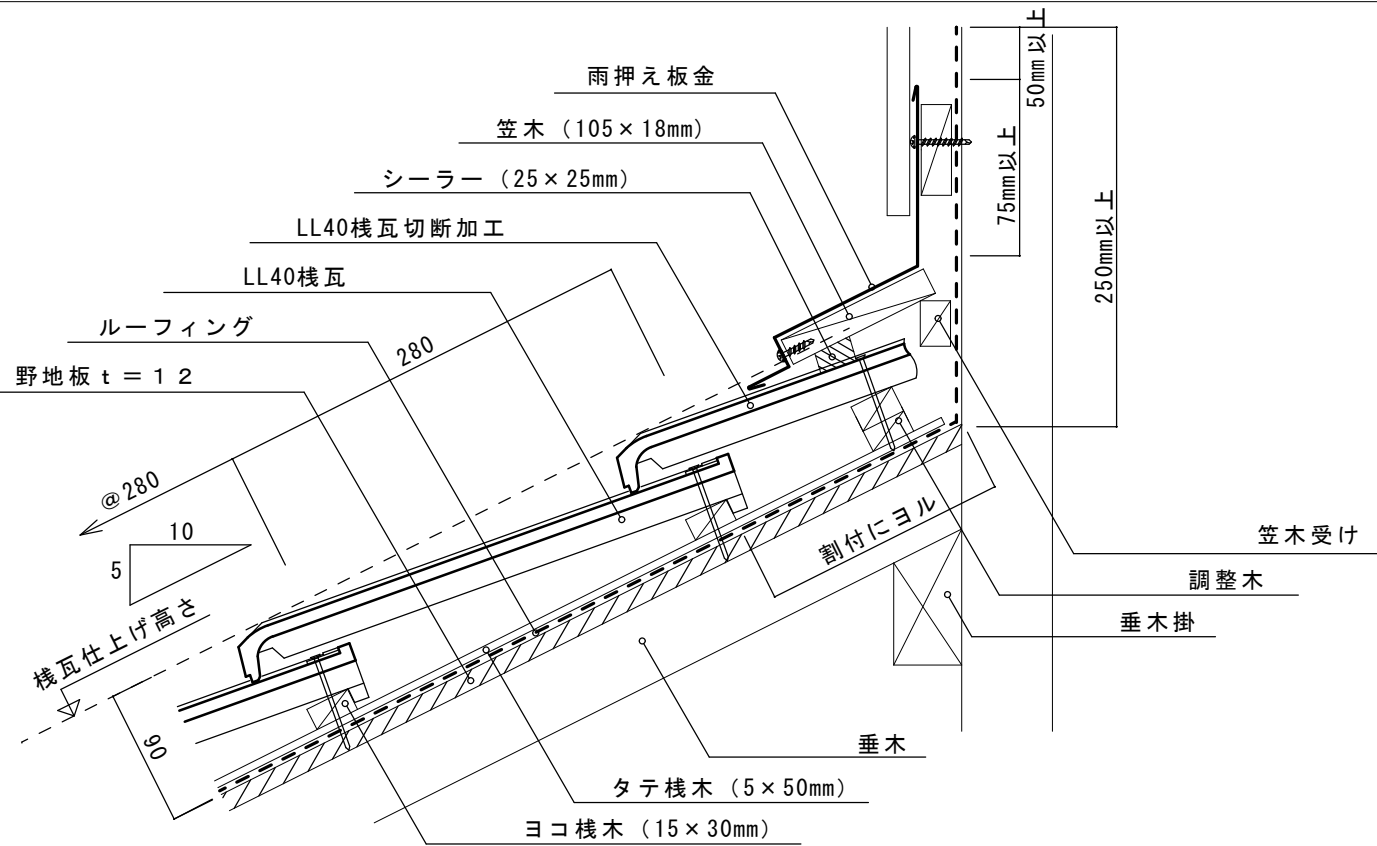 50mm以上
雨押え板金
笠木（105×18mm）
シーラー（25×25mm）
75mm以上
LL40桟瓦切断加工
250mm以上
LL40桟瓦
ルーフィング
280
野地板ｔ＝１２
@280
10
5
割付にヨル
笠木受け
調整木
垂木掛
桟瓦仕上げ高さ
90
垂木
タテ桟木（5×50mm）
ヨコ桟木（15×30mm）